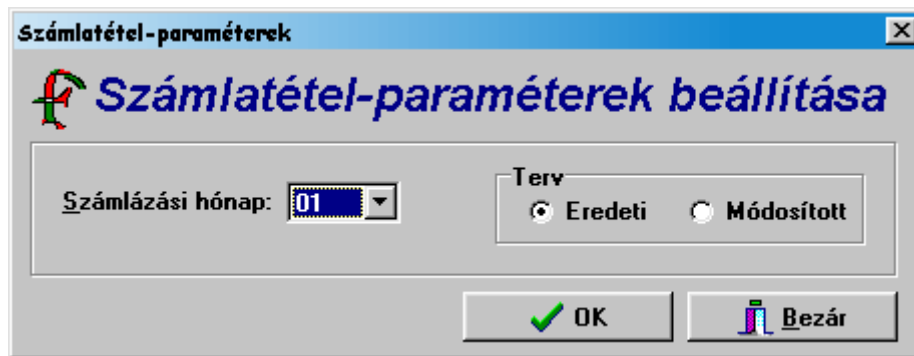 Számlatétel-paraméterek
Számlatétel-paraméterek beállítása
Számlázási hónap: 01
Terv
Eredeti Módosított
OK Bezár